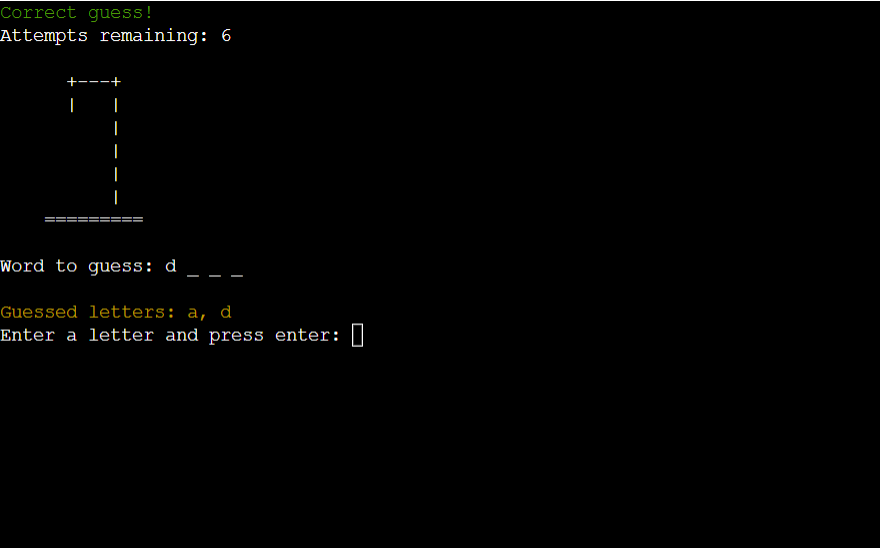 Correct guess!
Attempts remaining: 6
      +---+
      |   |
          |
          |
          |
          |
    =========
Word to guess: d _ _ _
Guessed letters: a, d
Enter a letter and press enter: